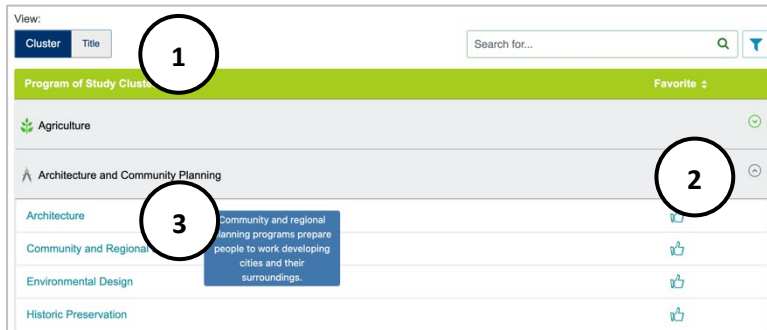 View:
Cluster Title
1
Search for...
Program of Study Cluste
Favorite
Agriculture
Architecture and Community Planning
2
Architecture
3
Community and regional
planning programs prepare
Community and Regional
people to work developing
cities and their
Environmental Design
surroundings.
Historic Preservation